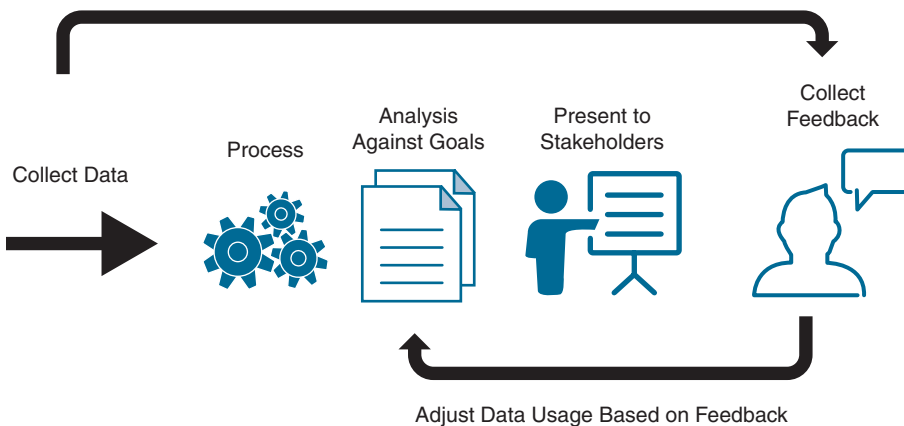 Collect Data
Process
Analysis
Against Goals
Present to
Stakeholders
Collect
Feedback
Adjust Data Usage Based on Feedback